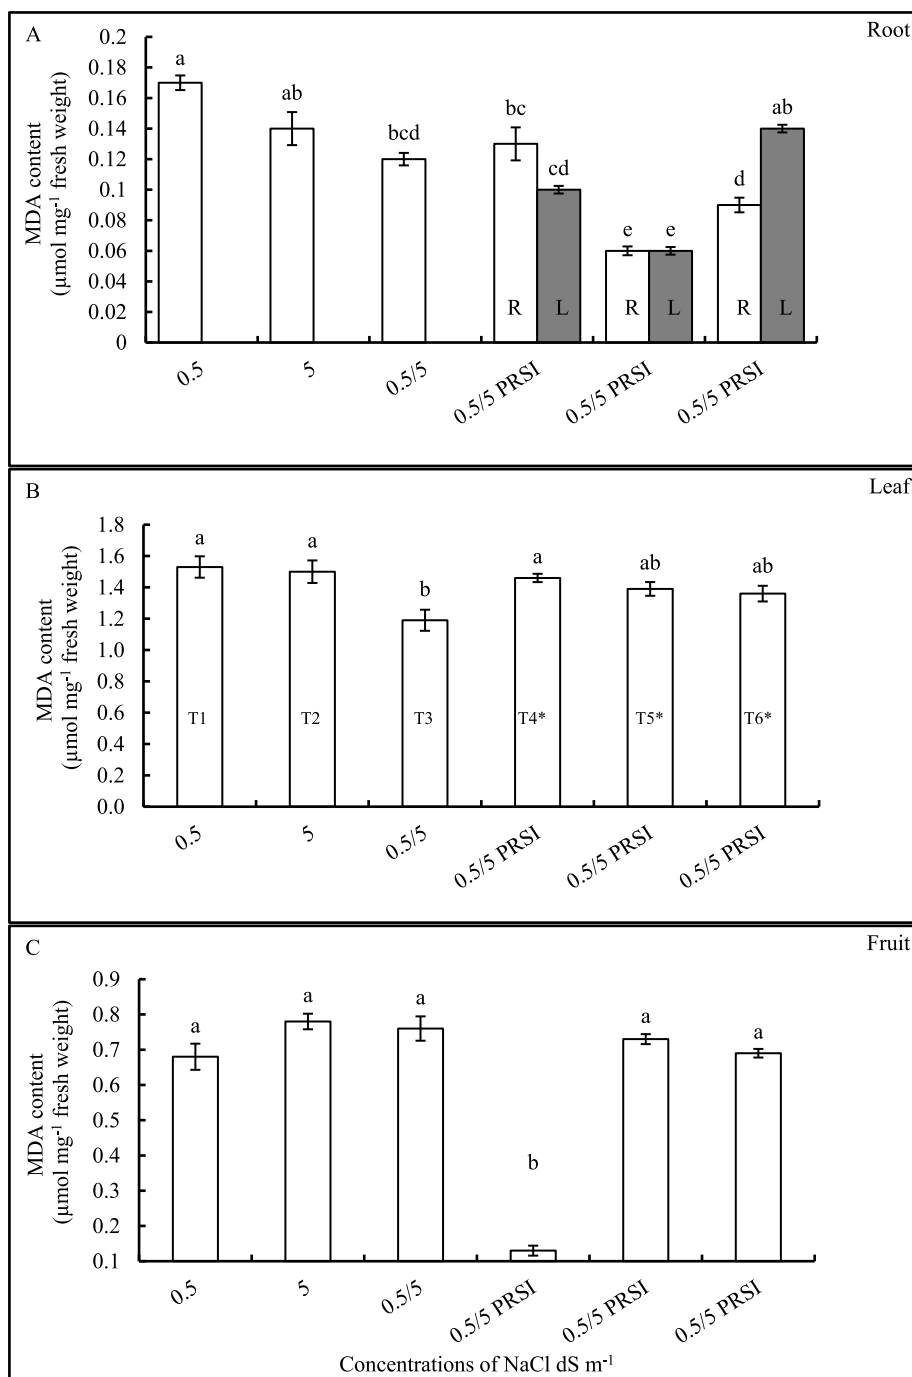 A
Root
MDA content
(µmol mg-1 fresh weight)
0.2
0.18
0.16
0.14
0.12
0.1
0.08
0.06
0.04
0.02
0
a
ab
bcd
bc
cd
e
e
d
ab
R
L
R
L
R
L
0.5
5
0.5/5
0.5/5 PRSI
0.5/5 PRSI
0.5/5 PRSI
B
Leaf
MDA content
(µmol mg-1 fresh weight)
1.8
1.6
1.4
1.2
1.0
0.8
0.6
0.4
0.2
0.0
a
a
b
a
ab
ab
T1
T2
T3
T4*
T5*
T6*
0.5
5
0.5/5
0.5/5 PRSI
0.5/5 PRSI
0.5/5 PRSI
C
Fruit
MDA content
(µmol mg-1 fresh weight)
0.9
0.8
0.7
0.6
0.5
0.4
0.3
0.2
0.1
a
a
a
b
a
a
0.5
5
0.5/5
0.5/5 PRSI
0.5/5 PRSI
0.5/5 PRSI
Concentrations of NaCl dS m-1